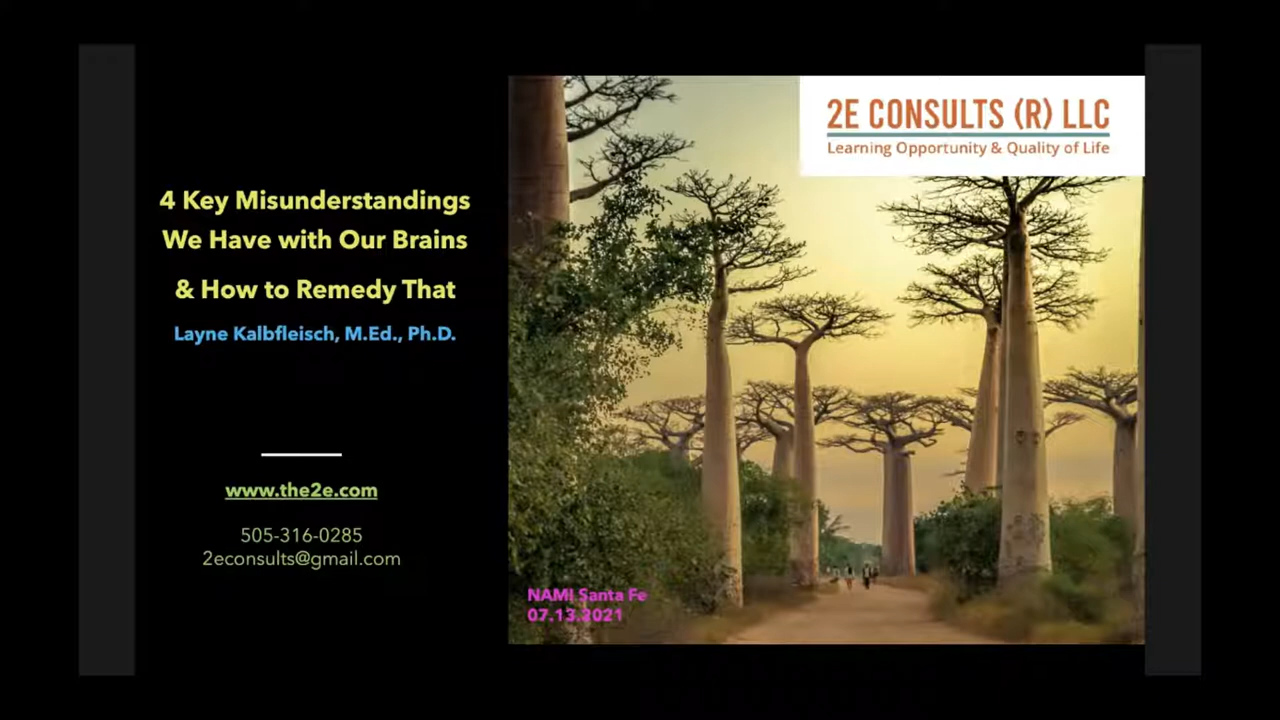 4 Key Misunderstandings
We Have with Our Brains
& How to Remedy That
Layne Kalbfleisch, M.Ed., Ph.D.
www.the2e.com
505-316-0285
2econsults@gmail.com
2E CONSULTS (R) LLC
Learning Opportunity & Quality of Life
NAMI Santa Fe
07.13.2021